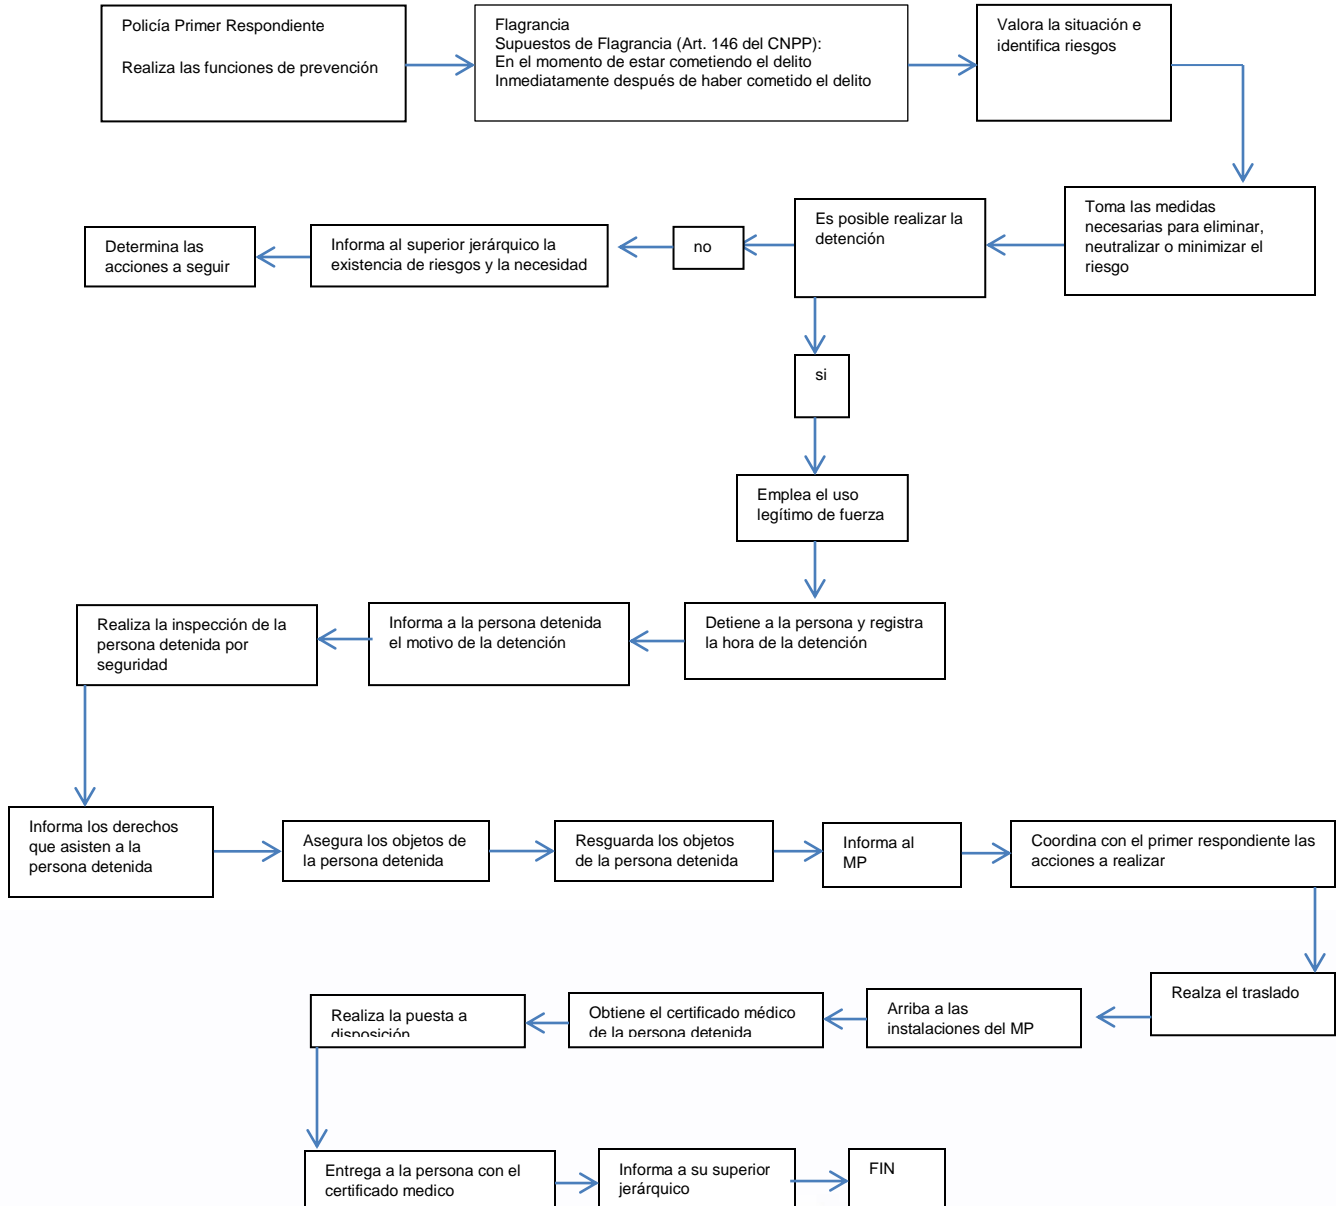 Policía Primer Respondiente
Realiza las funciones de prevención
Flagrancia
Supuestos de Flagrancia (Art. 146 del CNPP):
En el momento de estar cometiendo el delito
Inmediatamente después de haber cometido el delito
Valora la situación e
identifica riesgos
Toma las medidas
necesarias para eliminar,
neutralizar o minimizar el
riesgo
Es posible realizar la
detención
no
Informa al superior jerárquico la
existencia de riesgos y la necesidad
Determina las
acciones a seguir
si
Emplea el uso
legítimo de fuerza
Detiene a la persona y registra
la hora de la detención
Informa a la persona detenida
el motivo de la detención
Realiza la inspección de la
persona detenida por
seguridad
Informa los derechos
que asisten a la
persona detenida
Asegura los objetos de
la persona detenida
Resguarda los objetos
de la persona detenida
Informa al
MP
Coordina con el primer respondiente las
acciones a realizar
Realza el traslado
Arriba a las
instalaciones del MP
Obtiene el certificado médico
de la persona detenida
Realiza la puesta a
disposición
Entrega a la persona con el
certificado medico
Informa a su superior
jerárquico
FIN